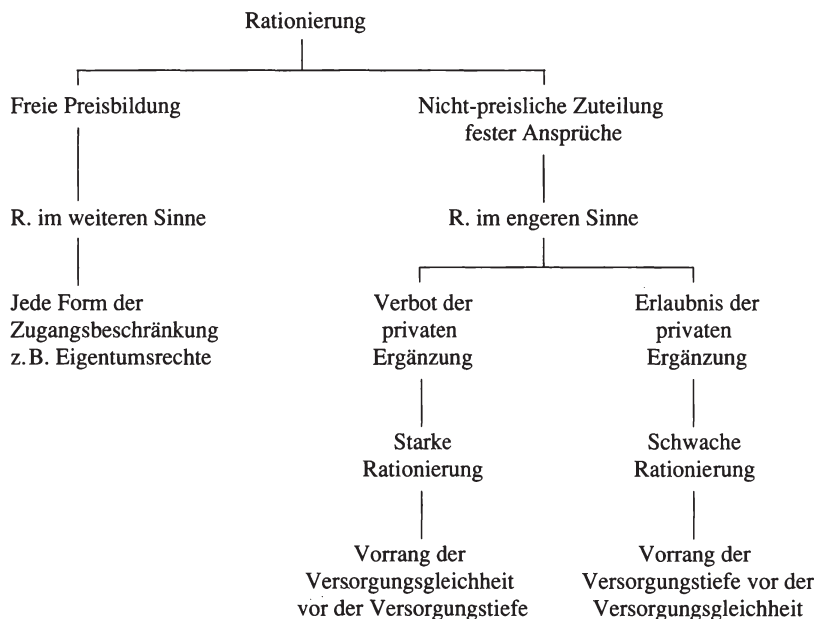 Rationierung
Freie Preisbildung
Nicht-preisliche Zuteilung
fester Ansprüche
R. im weiteren Sinne
R. im engeren Sinne
Jede Form der
Zugangsbeschränkung
z.B. Eigentumsrechte
Verbot der
privaten
Ergänzung
Erlaubnis der
privaten
Ergänzung
Starke
Rationierung
Schwache
Rationierung
Vorrang der
Versorgungsgleichheit
vor der Versorgungstiefe
Vorrang der
Versorgungstiefe vor der
Versorgungsgleichheit